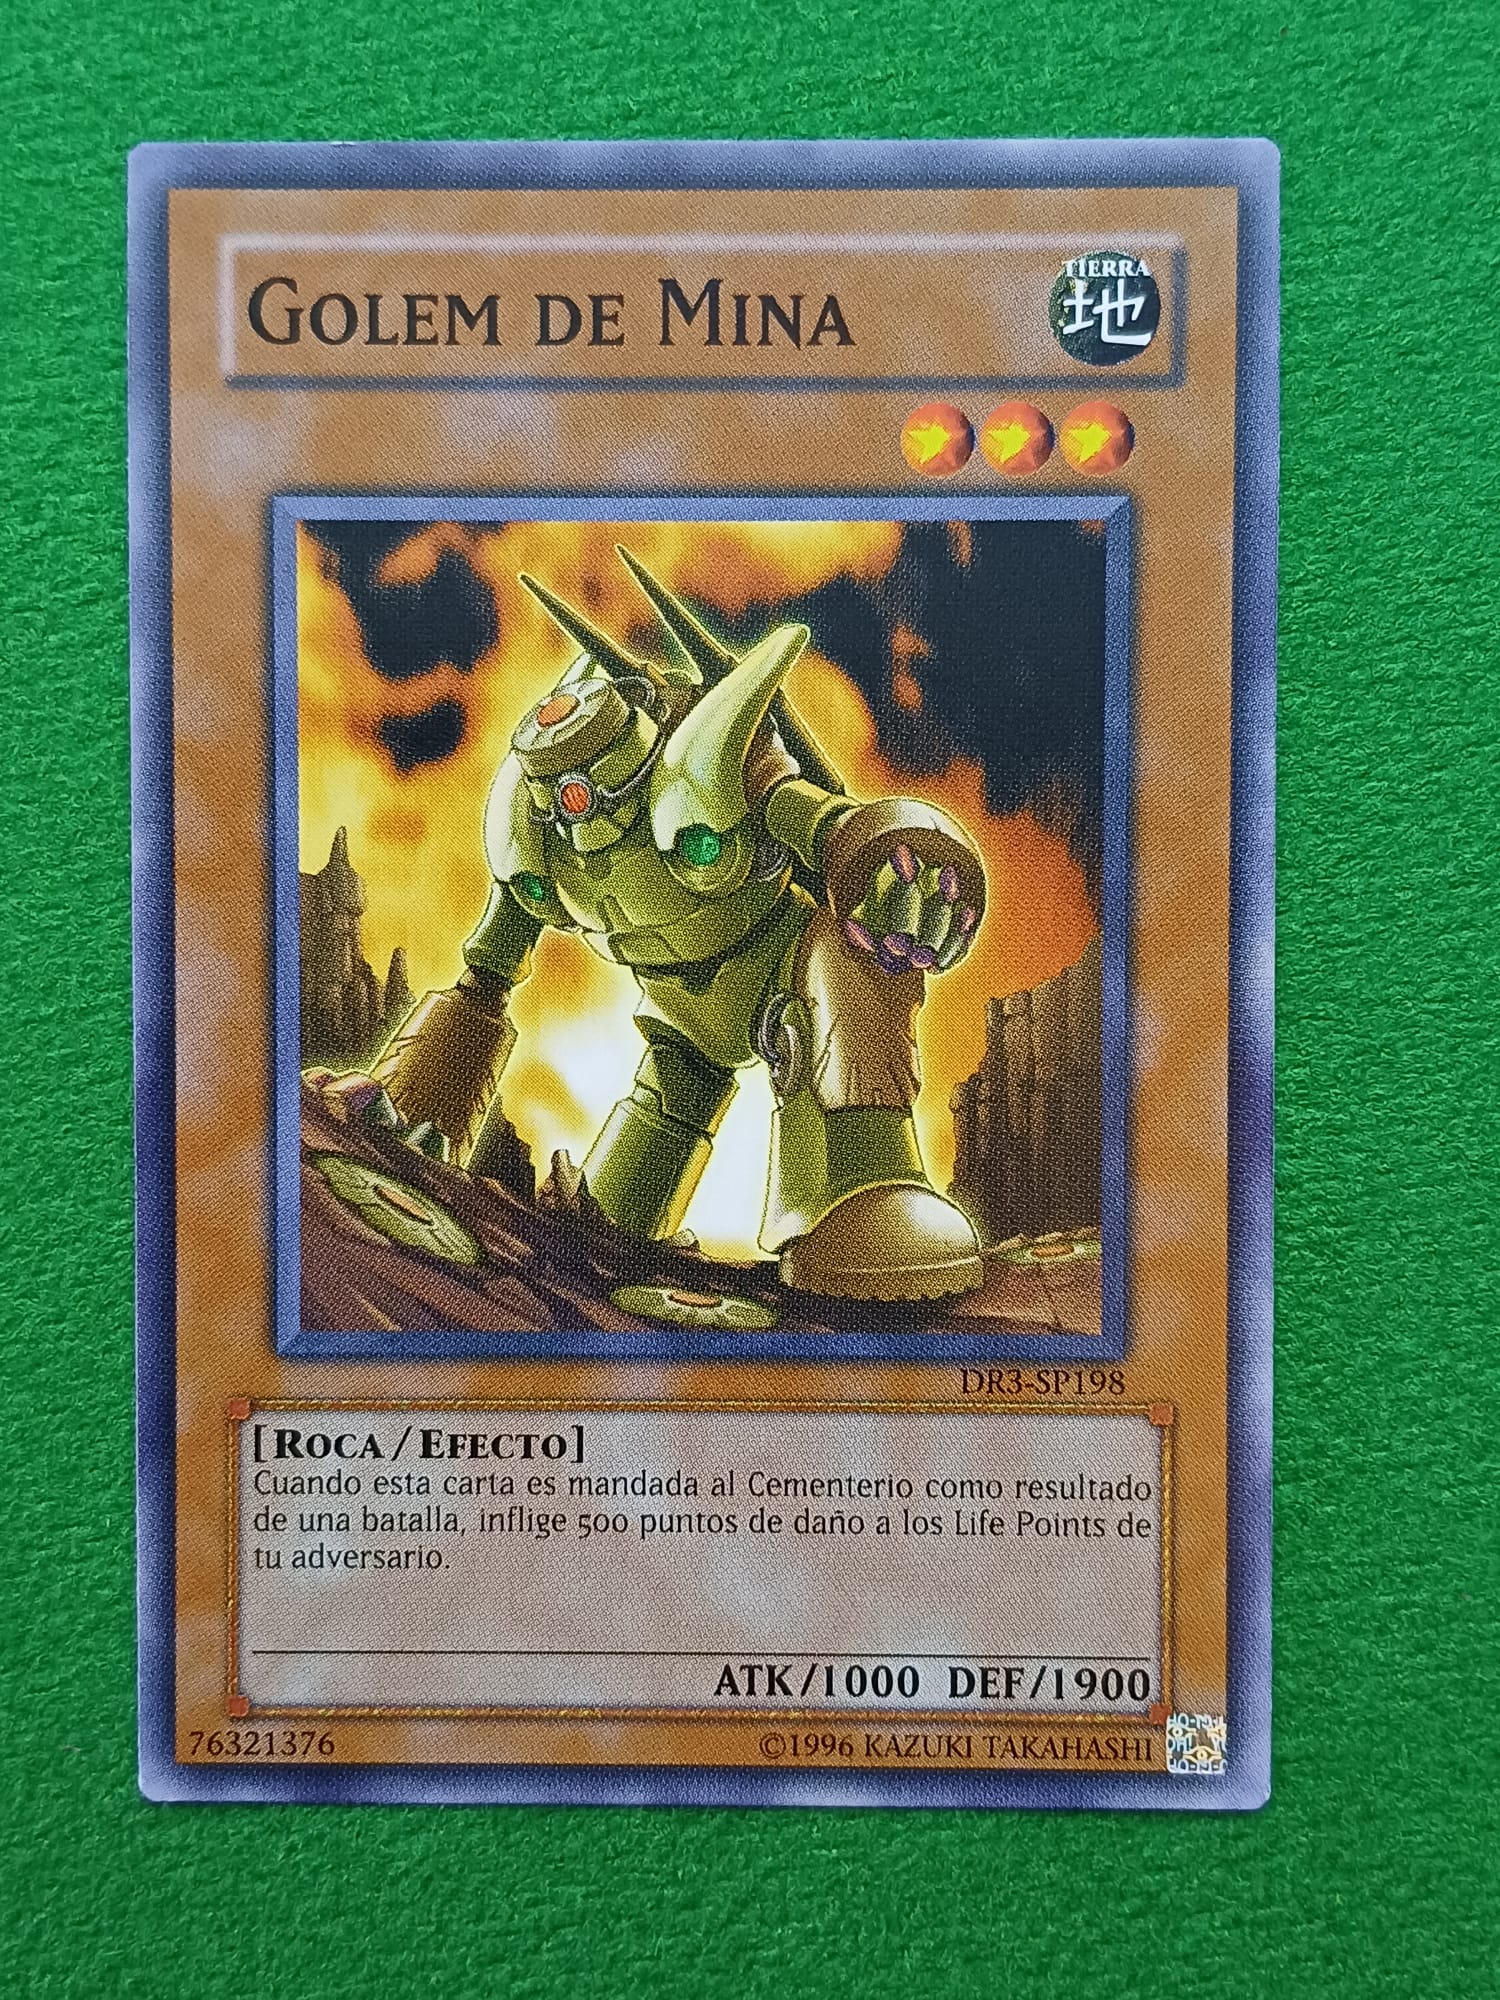 GOLEM DE MINA
TIERRA
地
DR3-SP198
[ROCA/EFECTO]
Cuando esta carta es mandada al Cementerio como resultado
de una batalla, inflige 500 puntos de daño a los Life Points de
tu adversario.
ATK/1000 DEF/1900
76321376
©1996 KAZUKI TAKAHASHI